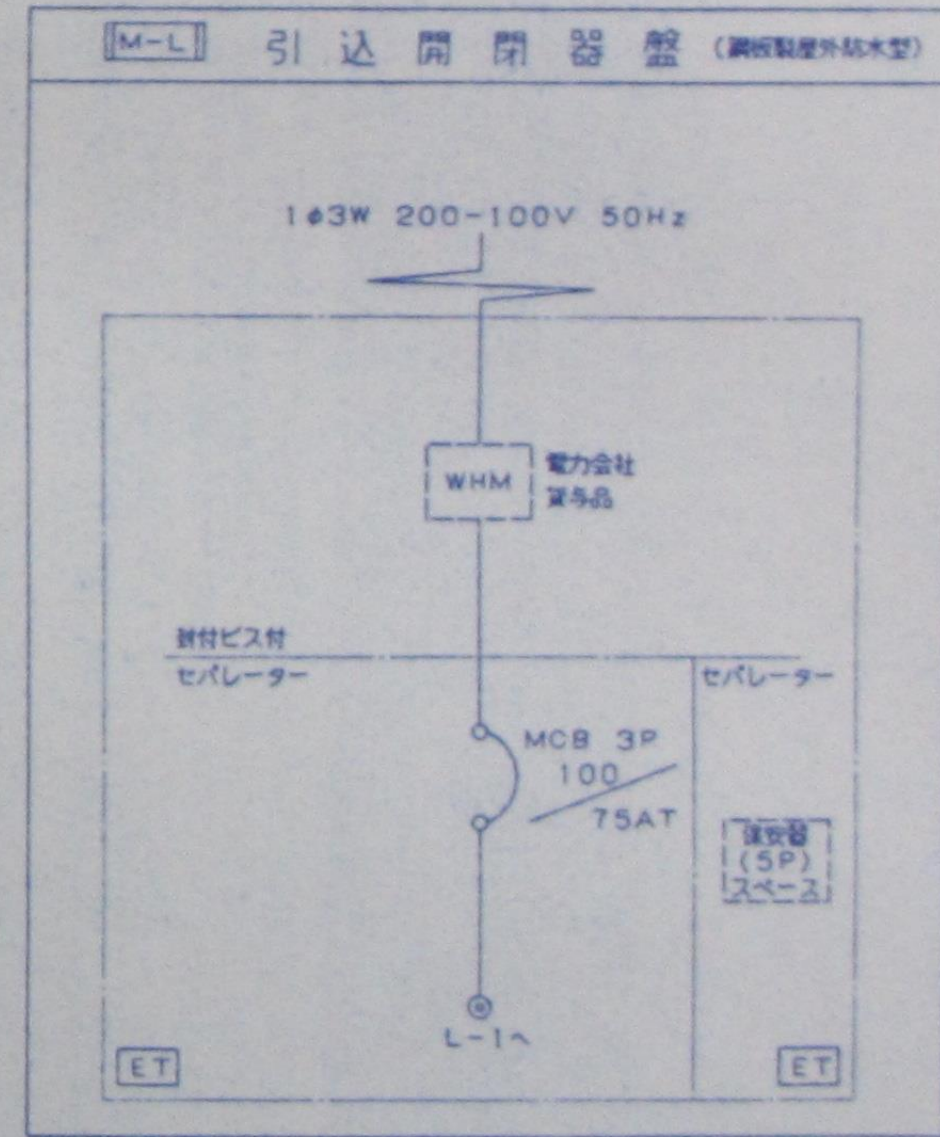 M-L 引込開閉器盤 (鋼板製屋外防水型)
1φ3W 200-100V 50Hz
WHM
電力会社
貸与品
封付ビス付
セパレーター
セパレーター
MCB 3P
100
75AT
保安器
(5P)
スペース
L-1へ
ET
ET